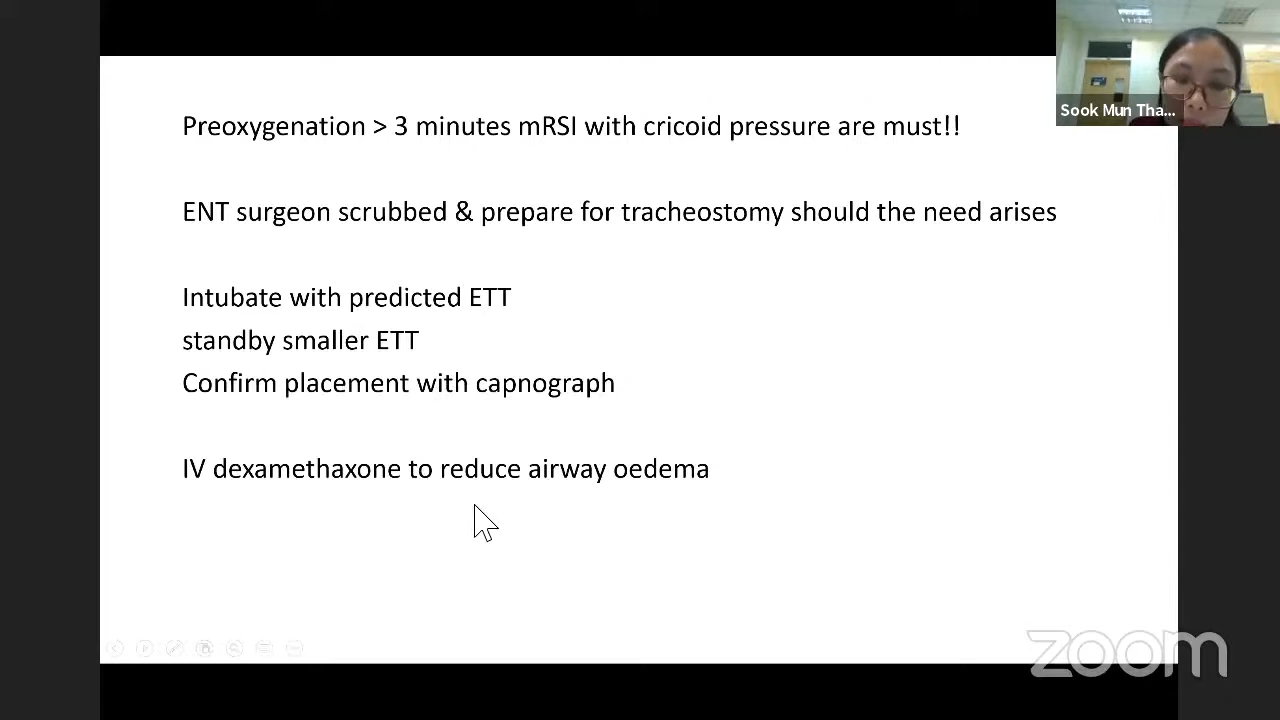 Sook Mun Tha...
Preoxygenation > 3 minutes mRSI with cricoid pressure are must!!
ENT surgeon scrubbed & prepare for tracheostomy should the need arises
Intubate with predicted ETT
standby smaller ETT
Confirm placement with capnograph
IV dexamethaxone to reduce airway oedema
zoom